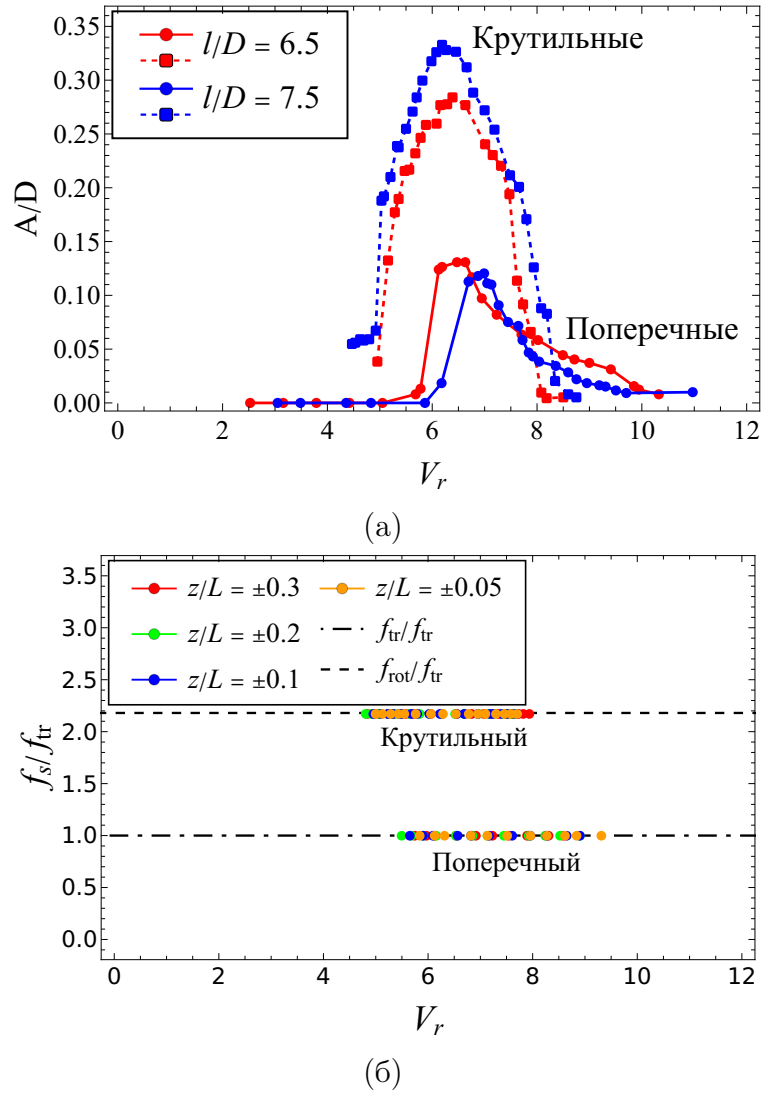 0.35
0.30
0.25
0.20
0.15
0.10
0.05
0.00
A/D
l/D = 6.5
l/D = 7.5
Крутильные
Поперечные
0 2 4 6 8 10 12
V_r
(а)
3.5
3.0
2.5
2.0
1.5
1.0
0.5
0.0
f_s/f_tr
z/L = ±0.3 z/L = ±0.05
z/L = ±0.2 f_tr/f_tr
z/L = ±0.1 f_rot/f_tr
Крутильный
Поперечный
0 2 4 6 8 10 12
V_r
(б)